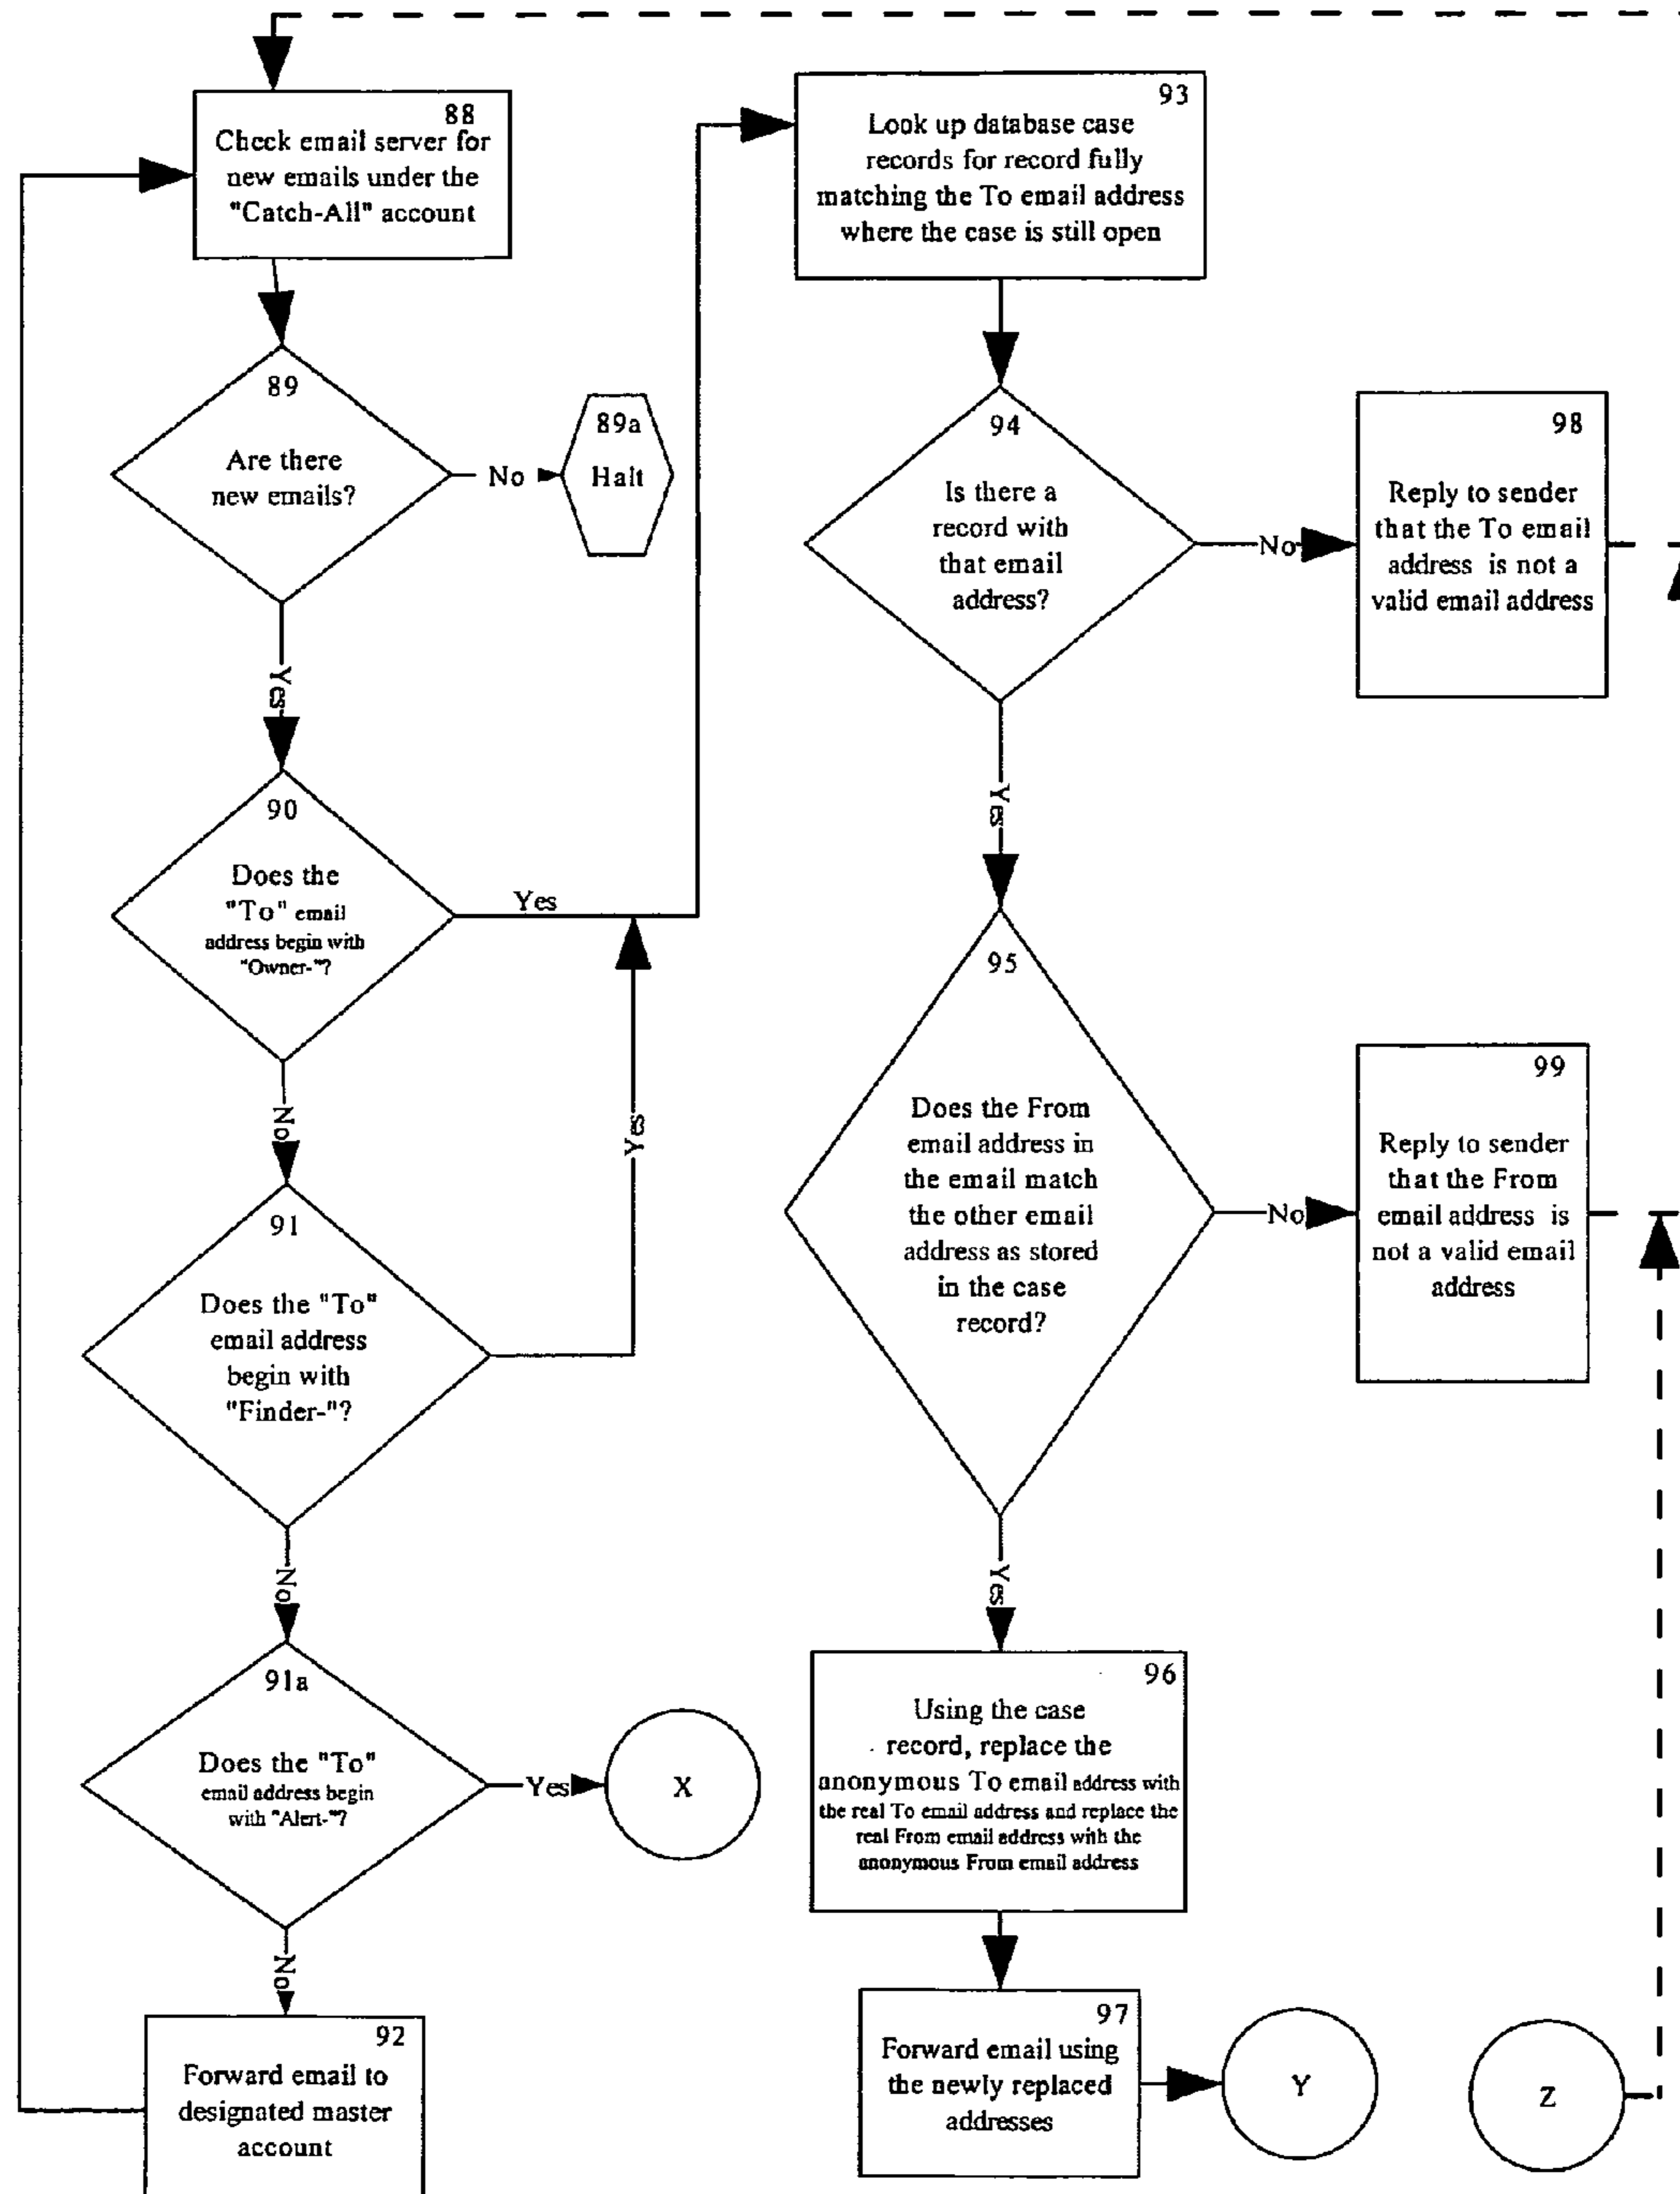 88
Check email server for
new emails under the
"Catch-All" account
89
Are there
new emails?
No
89a
Halt
Yes
90
Does the
"To" email
address begin with
"Owner-"?
Yes
No
91
Does the "To"
email address
begin with
"Finder-"?
Yes
No
91a
Does the "To"
email address begin
with "Alert-"?
Yes
X
No
92
Forward email to
designated master
account
93
Look up database case
records for record fully
matching the To email address
where the case is still open
94
Is there a
record with
that email
address?
No
98
Reply to sender
that the To email
address is not a
valid email address
Yes
95
Does the From
email address in
the email match
the other email
address as stored
in the case
record?
No
99
Reply to sender
that the From
email address is
not a valid email
address
Yes
96
Using the case
record, replace the
anonymous To email address with
the real To email address and replace the
real From email address with the
anonymous From email address
97
Forward email using
the newly replaced
addresses
Y
Z